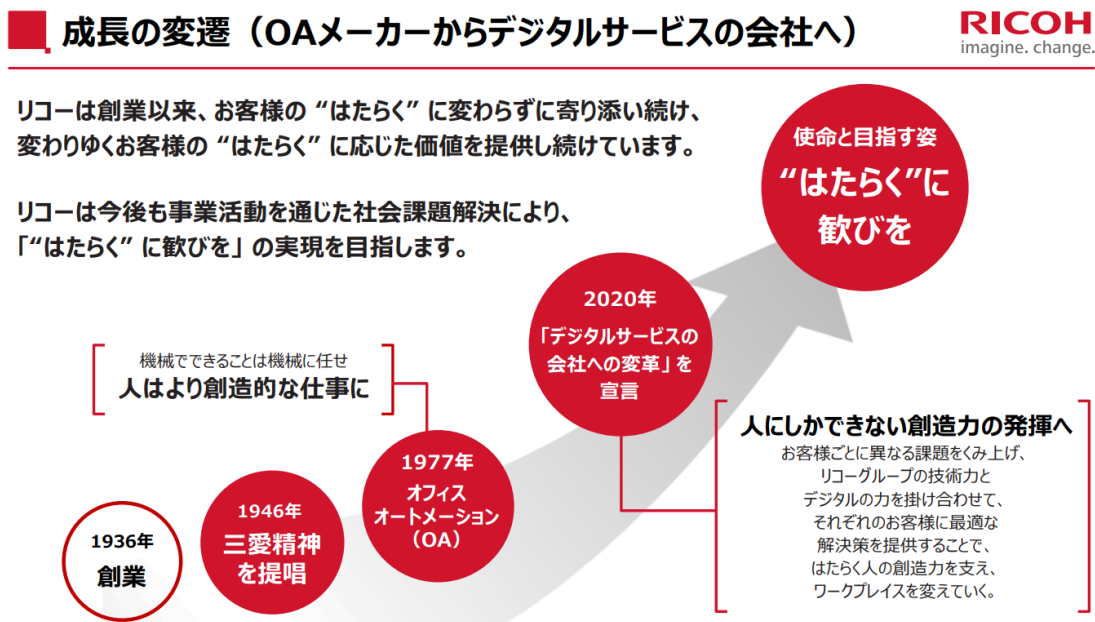 成長の変遷（OAメーカーからデジタルサービスの会社へ）
RICOH
imagine. change.
リコーは創業以来、お客様の “はたらく” に変わらずに寄り添い続け、
変わりゆくお客様の “はたらく” に応じた価値を提供し続けています。
リコーは今後も事業活動を通じた社会課題解決により、
「“はたらく” に歓びを」の実現を目指します。
使命と目指す姿
“はたらく”に
歓びを
2020年
「デジタルサービスの
会社への変革」を
宣言
機械でできることは機械に任せ
人はより創造的な仕事に
人にしかできない創造力の発揮へ
お客様ごとに異なる課題をくみ上げ、
リコーグループの技術力と
デジタルの力を掛け合わせて、
それぞれのお客様に最適な
解決策を提供することで、
はたらく人の創造力を支え、
ワークプレイスを変えていく。
1977年
オフィス
オートメーション
（OA）
1946年
三愛精神
を提唱
1936年
創業